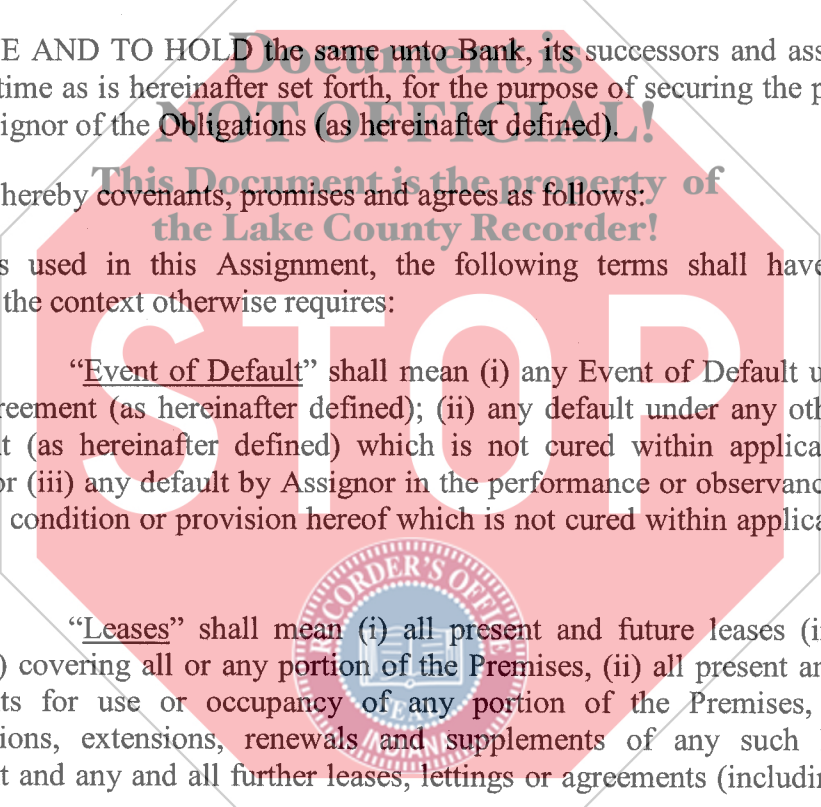 E AND TO HOLD the same unto Bank, its successors and ass
Document is
time as is hereinafter set forth, for the purpose of securing the p
NOT OFFICIAL!
ignor of the Obligations (as hereinafter defined).
This Document is the property of
hereby covenants, promises and agrees as follows:
the Lake County Recorder!
s used in this Assignment, the following terms shall have
the context otherwise requires:
STOP
“Event of Default” shall mean (i) any Event of Default u
reement (as hereinafter defined); (ii) any default under any oth
t (as hereinafter defined) which is not cured within applica
or (iii) any default by Assignor in the performance or observanc
condition or provision hereof which is not cured within applica
RECORDER'S OFFICE
“Leases” shall mean (i) all present and future leases (i
) covering all or any portion of the Premises, (ii) all present an
ts for use or occupancy of any portion of the Premises,
SEAL
ions, extensions, renewals and supplements of any such
INDIANA
t and any and all further leases, lettings or agreements (includin